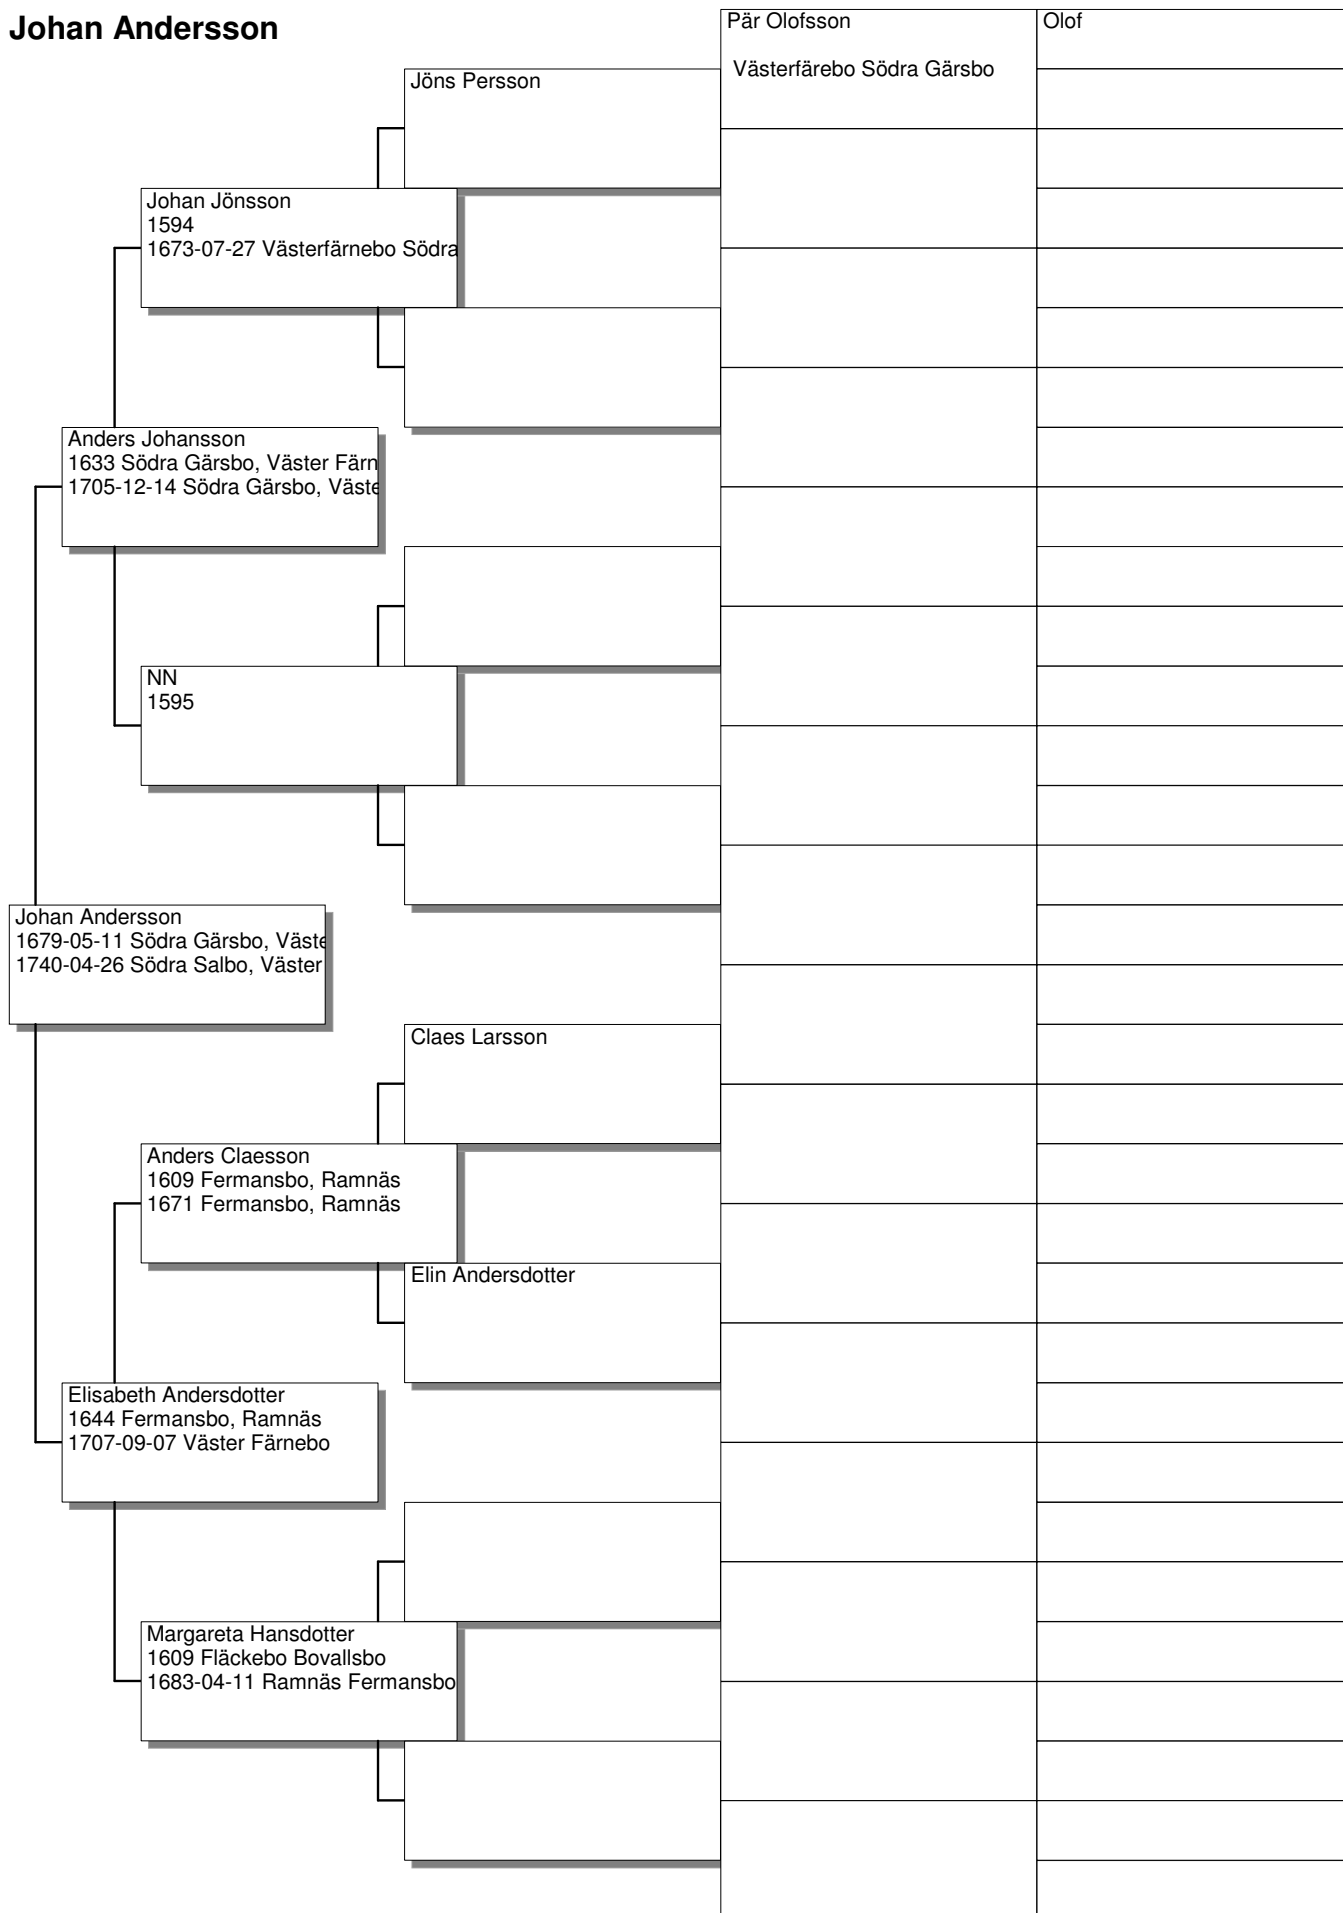 Johan Andersson
Pär Olofsson
Västerfärebo Södra Gärsbo
Olof
Jöns Persson
Johan Jönsson
1594
1673-07-27 Västerfärnebo Södra
Anders Johansson
1633 Södra Gärsbo, Väster Färn
1705-12-14 Södra Gärsbo, Väste
NN
1595
Johan Andersson
1679-05-11 Södra Gärsbo, Väste
1740-04-26 Södra Salbo, Väster
Claes Larsson
Anders Claesson
1609 Fermansbo, Ramnäs
1671 Fermansbo, Ramnäs
Elin Andersdotter
Elisabeth Andersdotter
1644 Fermansbo, Ramnäs
1707-09-07 Väster Färnebo
Margareta Hansdotter
1609 Fläckebo Bovallsbo
1683-04-11 Ramnäs Fermansbo